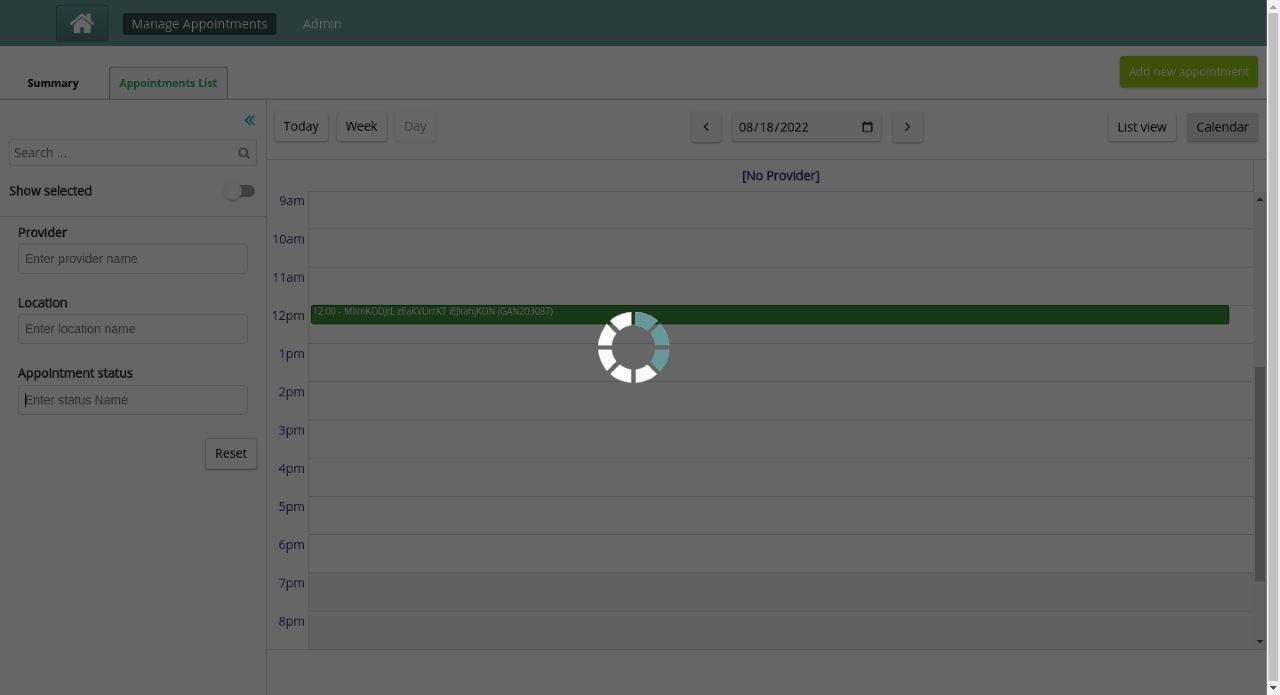 Manage Appointments
Admin
Summary
Appointments List
Add new appointment
Today
Week
Day
08/18/2022
List view
Calendar
Search ...
Show selected
Provider
Enter provider name
Location
Enter location name
Appointment status
Enter status Name
Reset
[No Provider]
9am
10am
11am
12pm
12:00 - MlimKODJtL zEaKVUrrKT iEJkahjKON (GAN203087)
1pm
2pm
3pm
4pm
5pm
6pm
7pm
8pm